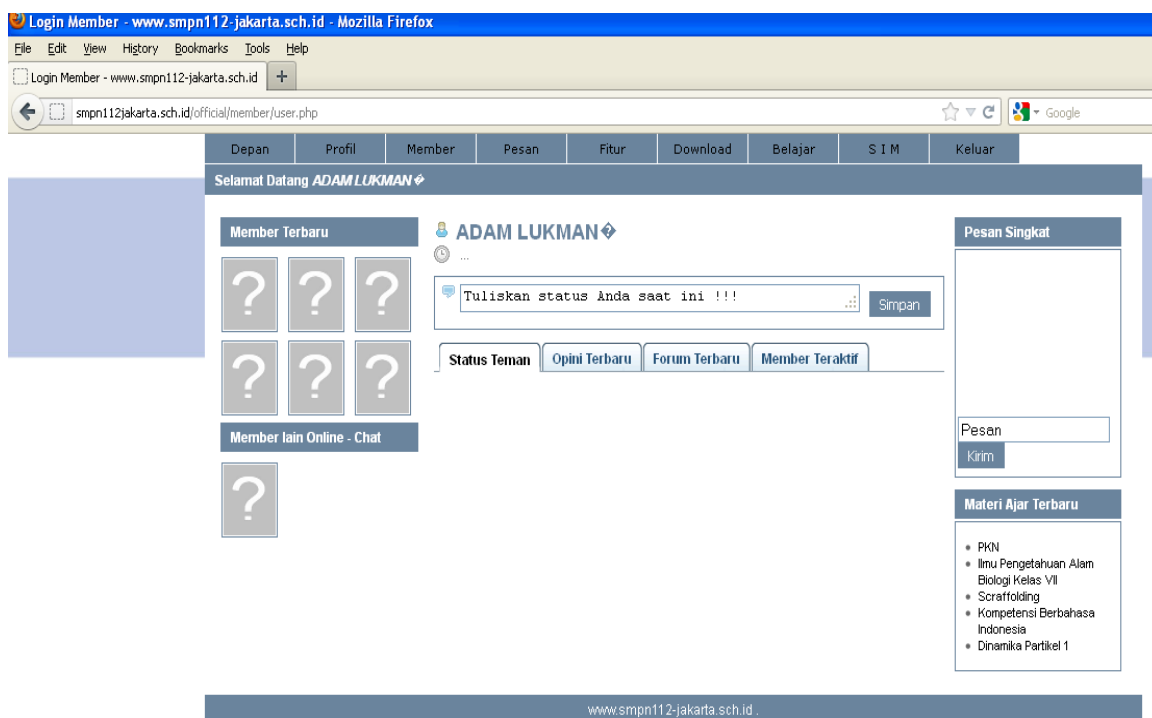 Login Member - www.smpn112-jakarta.sch.id - Mozilla Firefox
File Edit View History Bookmarks Tools Help
Login Member - www.smpn112-jakarta.sch.id +
smpn112jakarta.sch.id/official/member/user.php Google
Depan Profil Member Pesan Fitur Download Belajar S I M Keluar
Selamat Datang ADAM LUKMAN�
Member Terbaru
? ? ?
? ? ?
Member lain Online - Chat
?
ADAM LUKMAN�
...
Tuliskan status Anda saat ini !!!
Simpan
Status Teman Opini Terbaru Forum Terbaru Member Teraktif
Pesan Singkat
Pesan
Kirim
Materi Ajar Terbaru
• PKN
• Ilmu Pengetahuan Alam
Biologi Kelas VII
• Scraffolding
• Kompetensi Berbahasa
Indonesia
• Dinamika Partikel 1
www.smpn112-jakarta.sch.id .